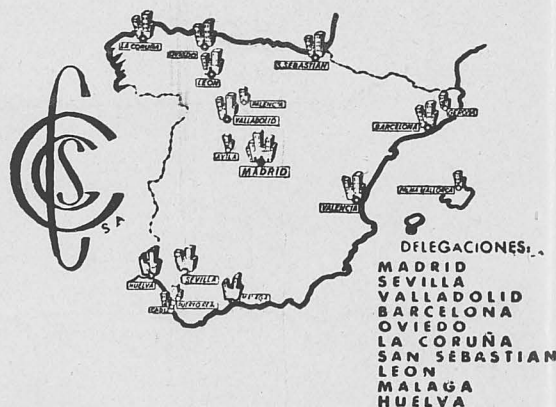 LA CORUÑA
OVIEDO
S. SEBASTIAN
LEON
PALENCIA
VALLADOLID
GERONA
BARCELONA
AVILA
MADRID
PALMA MALLORCA
VALENCIA
S A
HUELVA
SEVILLA
DELEGACIONES:
MADRID
SEVILLA
VALLADOLID
BARCELONA
OVIEDO
LA CORUÑA
SAN SEBASTIAN
LEON
MALAGA
HUELVA